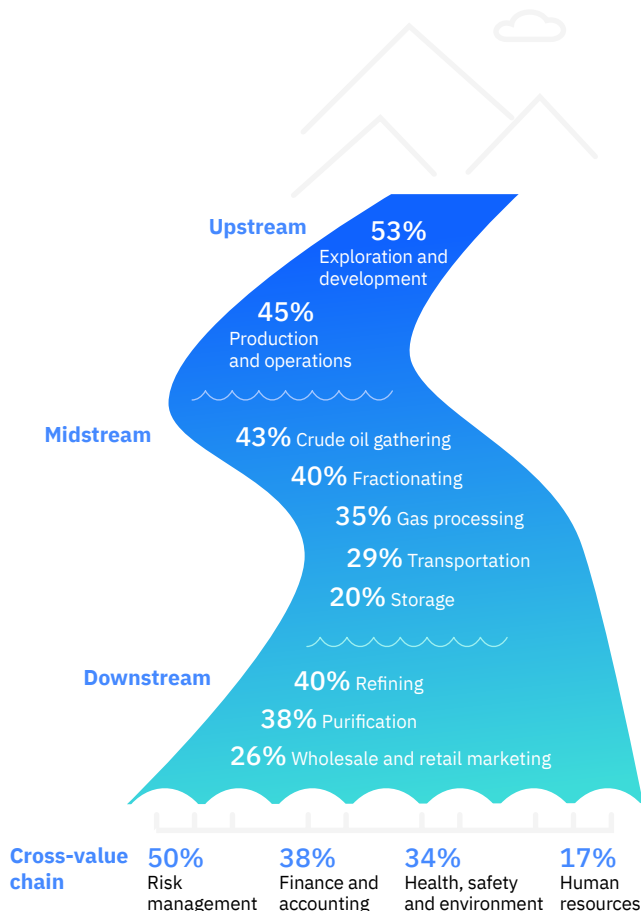 Upstream
53%
Exploration and
development
45%
Production
and operations
Midstream
43% Crude oil gathering
40% Fractionating
35% Gas processing
29% Transportation
20% Storage
Downstream
40% Refining
38% Purification
26% Wholesale and retail marketing
Cross-value
chain
50%
Risk
management
38%
Finance and
accounting
34%
Health, safety
and environment
17%
Human
resources